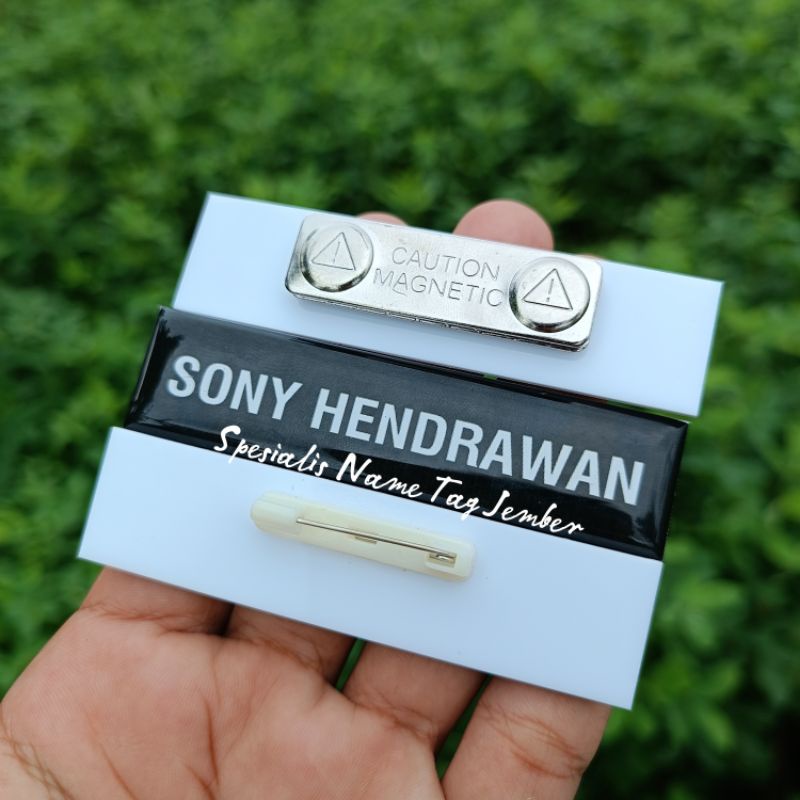 CAUTION
MAGNETIC
SONY HENDRAWAN
Spesialis Name Tag Jember